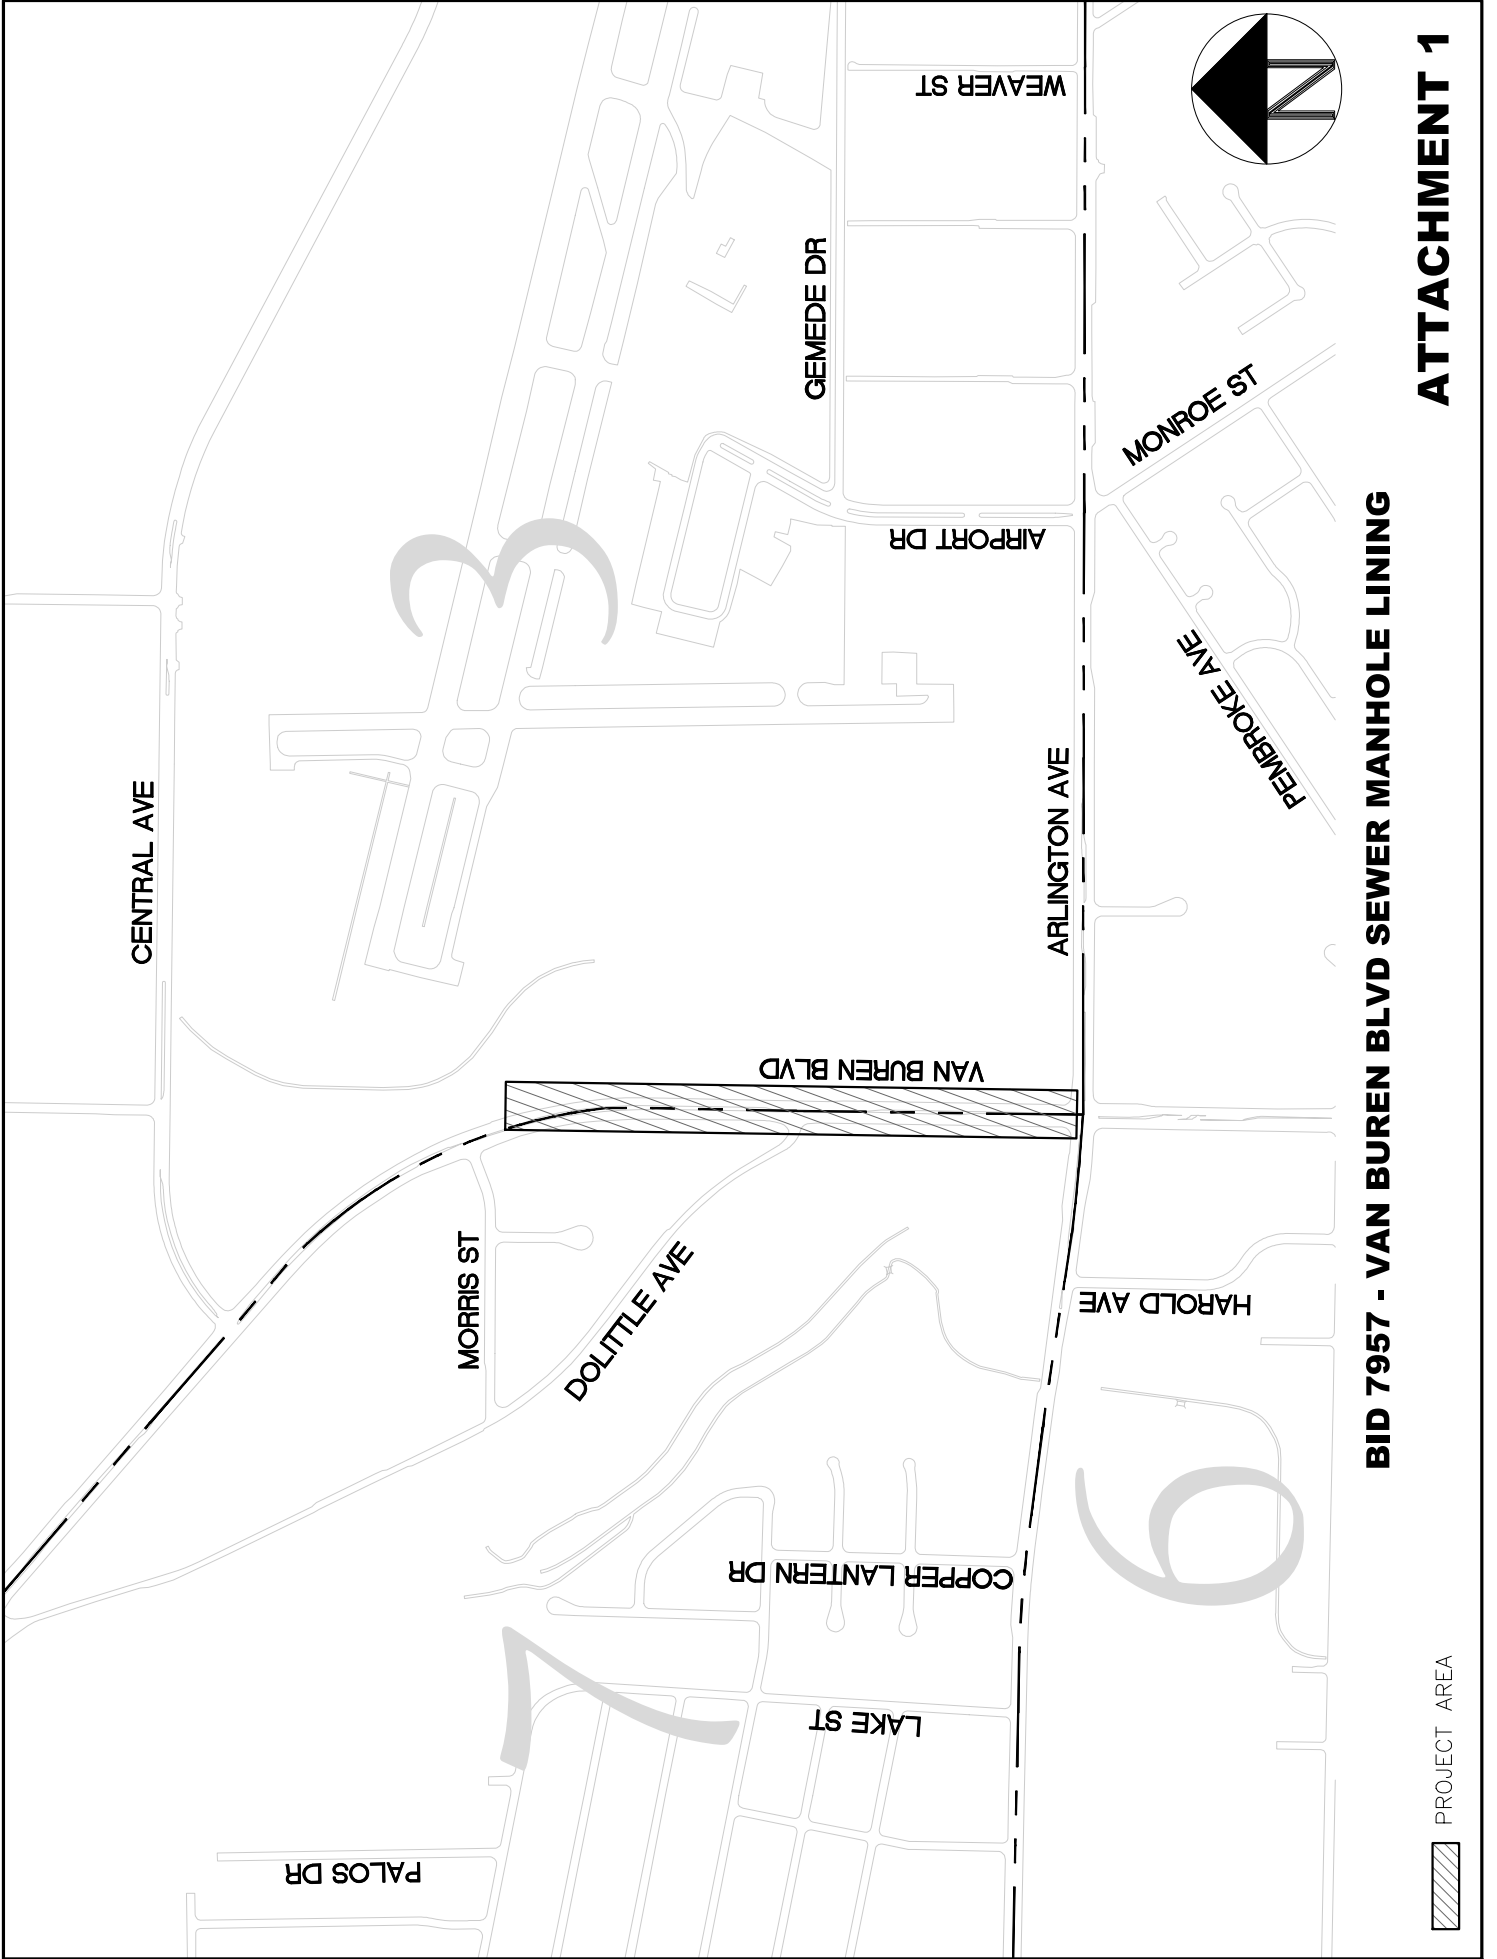 CENTRAL AVE
GEMEDE DR
WEAVER ST
AIRPORT DR
MONROE ST
PEMBROKE AVE
ARLINGTON AVE
VAN BUREN BLVD
MORRIS ST
DOLITTLE AVE
HAROLD AVE
COPPER LANTERN DR
LAKE ST
PALOS DR
3
7
6
N
BID 7957 - VAN BUREN BLVD SEWER MANHOLE LINING
ATTACHMENT 1
PROJECT AREA